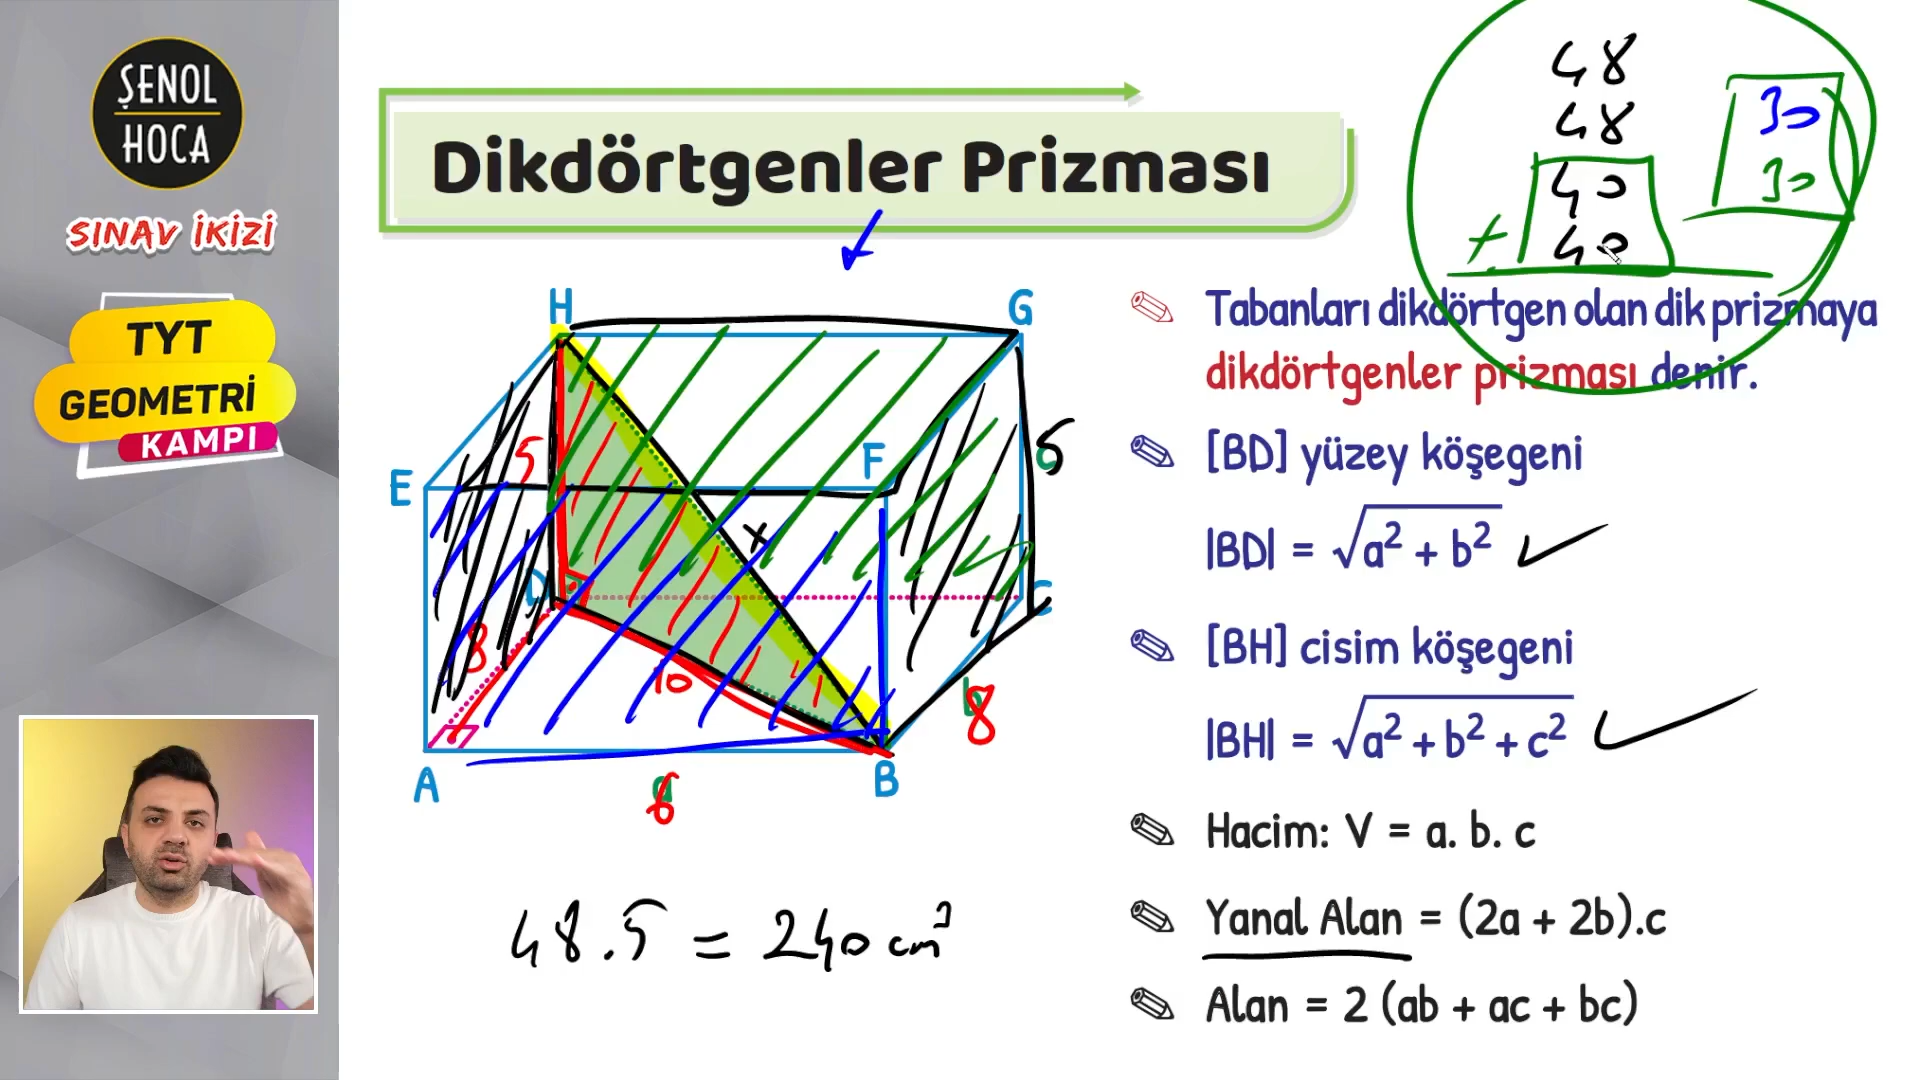 ŞENOL
HOCA
SINAV İKİZİ
TYT
GEOMETRİ
KAMPI
Dikdörtgenler Prizması
48
48
40
+ 40
30
30
H
G
E
F
D
C
A
B
5
5
c
x
8
10
b
8
a
6
48.5 = 240 cm³
Tabanları dikdörtgen olan dik prizmaya
dikdörtgenler prizması denir.
[BD] yüzey köşegeni
|BD| = √a² + b²
[BH] cisim köşegeni
|BH| = √a² + b² + c²
Hacim: V = a. b. c
Yanal Alan = (2a + 2b).c
Alan = 2 (ab + ac + bc)